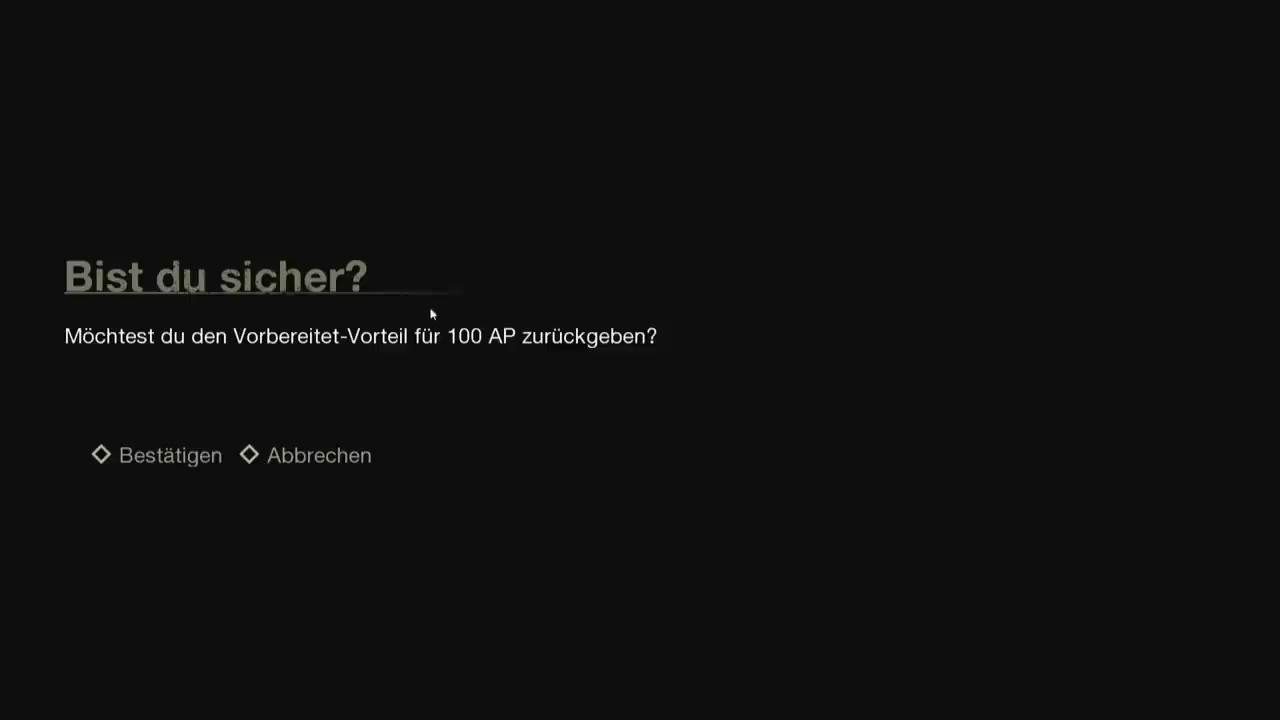 Bist du sicher?
Möchtest du den Vorbereitet-Vorteil für 100 AP zurückgeben?
Bestätigen Abbrechen